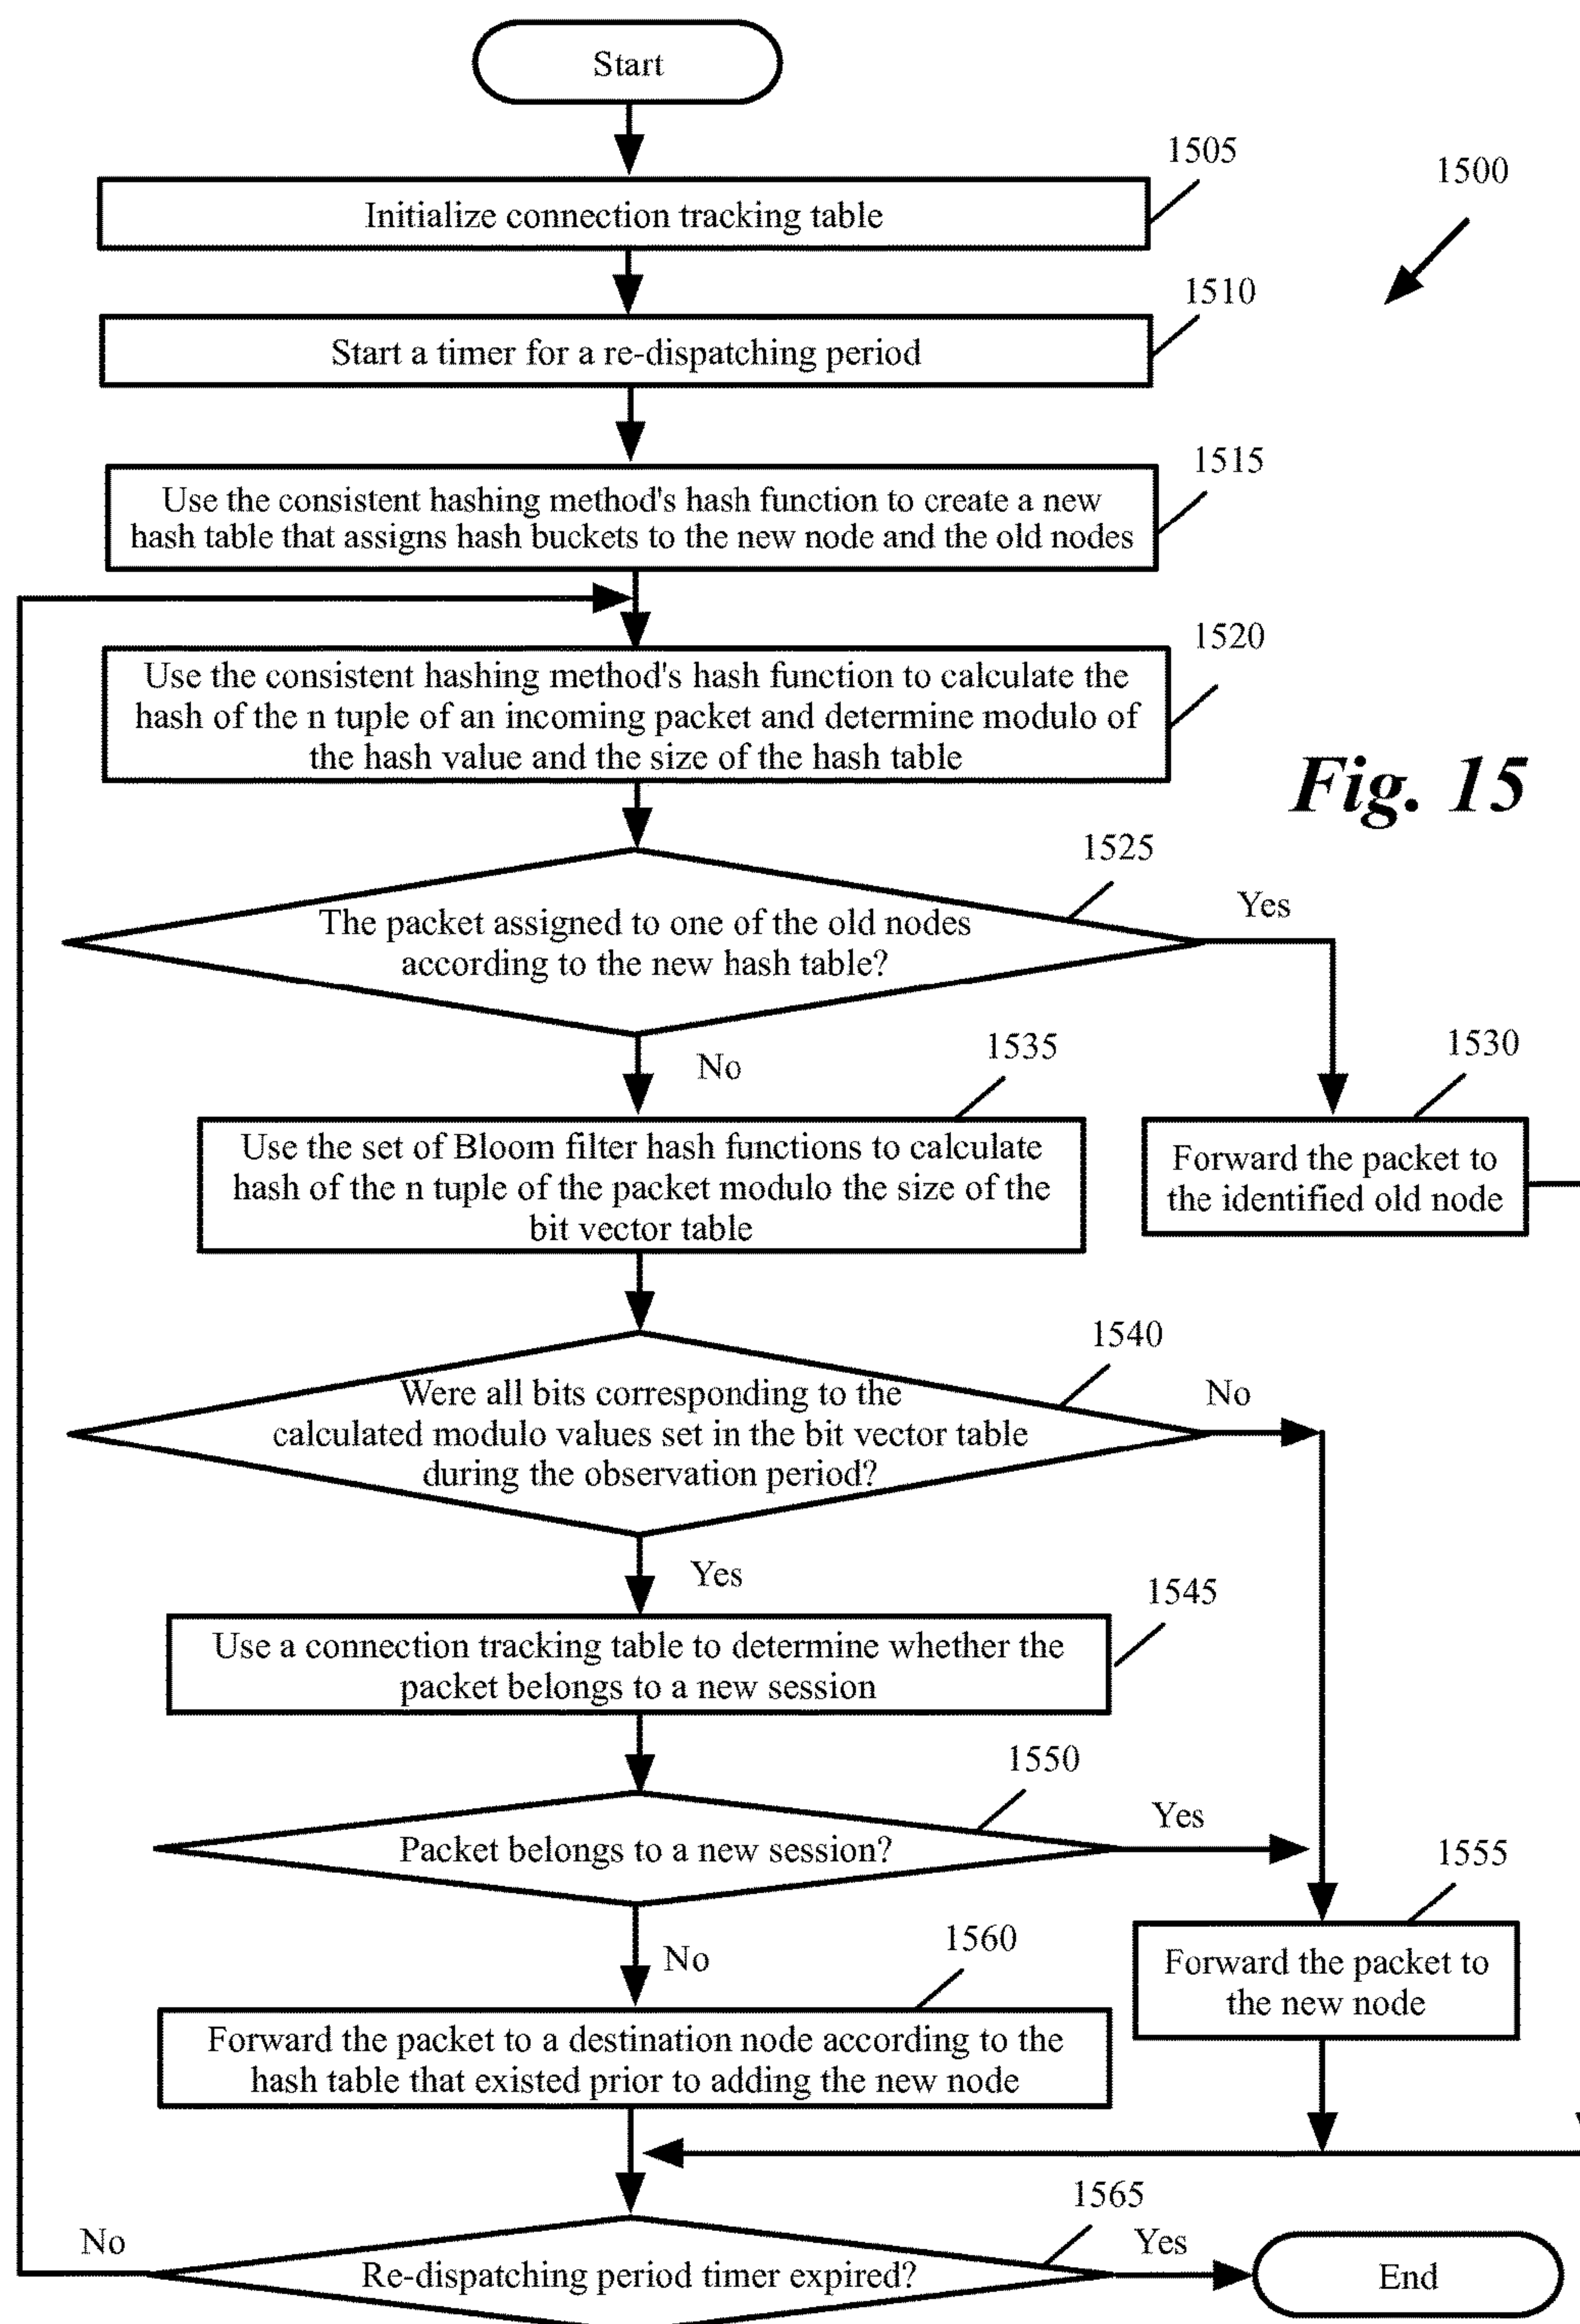 Start
1505
1500
Initialize connection tracking table
1510
Start a timer for a re-dispatching period
1515
Use the consistent hashing method's hash function to create a new
hash table that assigns hash buckets to the new node and the old nodes
1520
Use the consistent hashing method's hash function to calculate the
hash of the n tuple of an incoming packet and determine modulo of
the hash value and the size of the hash table
Fig. 15
1525
Yes
The packet assigned to one of the old nodes
according to the new hash table?
1535
No
1530
Use the set of Bloom filter hash functions to calculate
hash of the n tuple of the packet modulo the size of the
bit vector table
Forward the packet to
the identified old node
1540
No
Were all bits corresponding to the
calculated modulo values set in the bit vector table
during the observation period?
Yes
1545
Use a connection tracking table to determine whether the
packet belongs to a new session
1550
Yes
Packet belongs to a new session?
1555
No
1560
Forward the packet to
the new node
Forward the packet to a destination node according to the
hash table that existed prior to adding the new node
1565
No
Yes
Re-dispatching period timer expired?
End